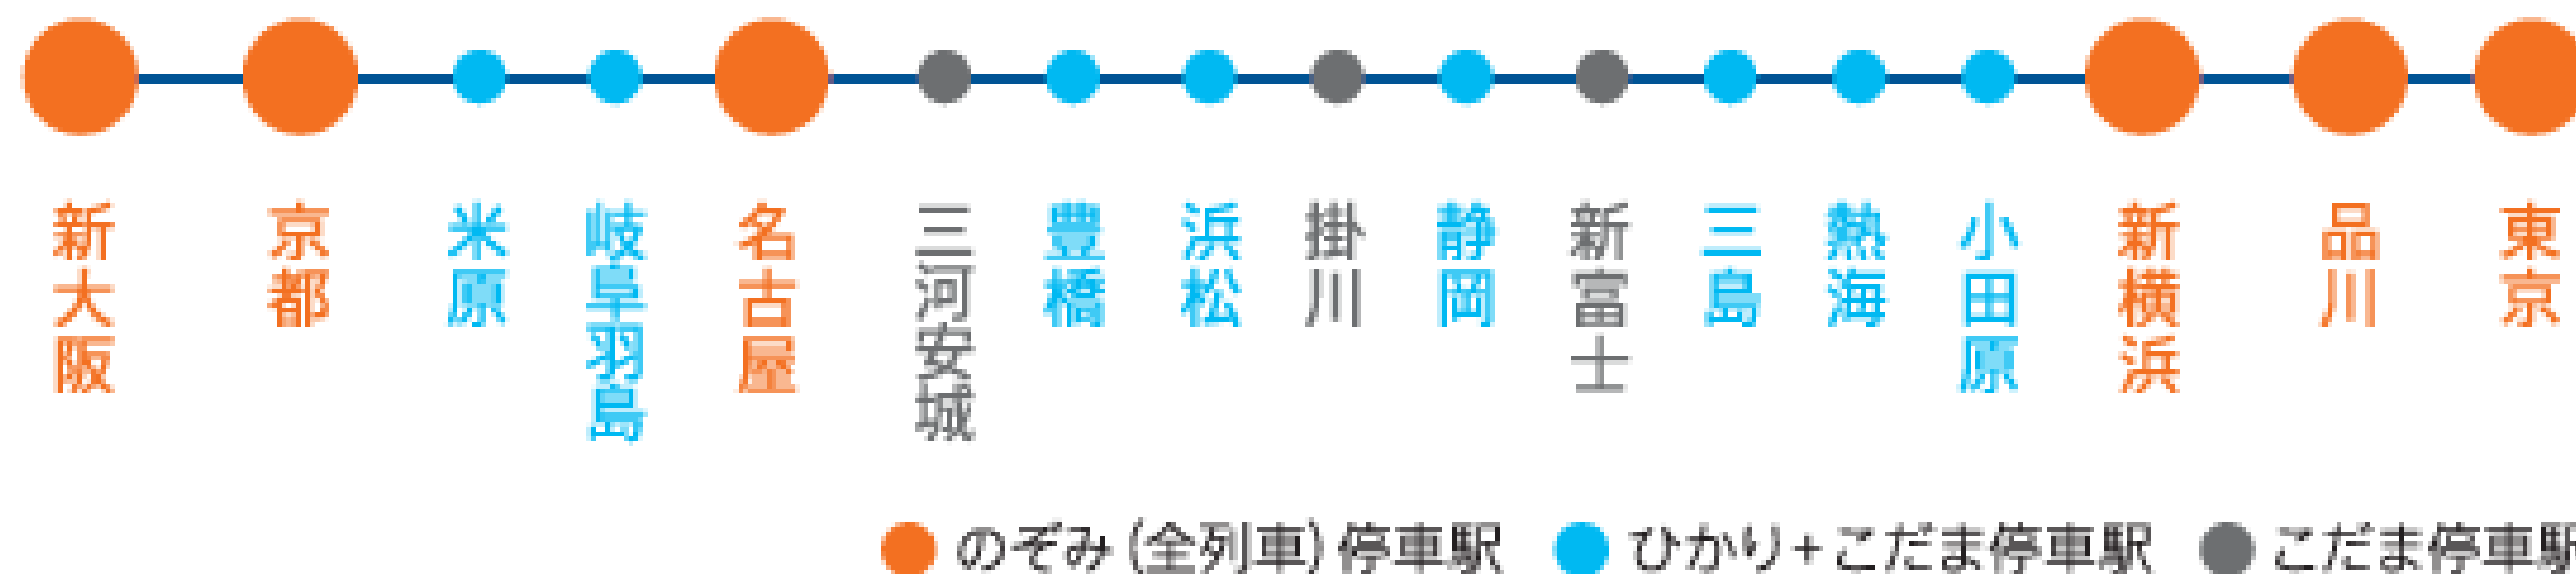 新大阪
京都
米原
岐阜羽島
名古屋
三河安城
豊橋
浜松
掛川
静岡
新富士
三島
熱海
小田原
新横浜
品川
東京
のぞみ(全列車)停車駅
ひかり+こだま停車駅
こだま停車駅